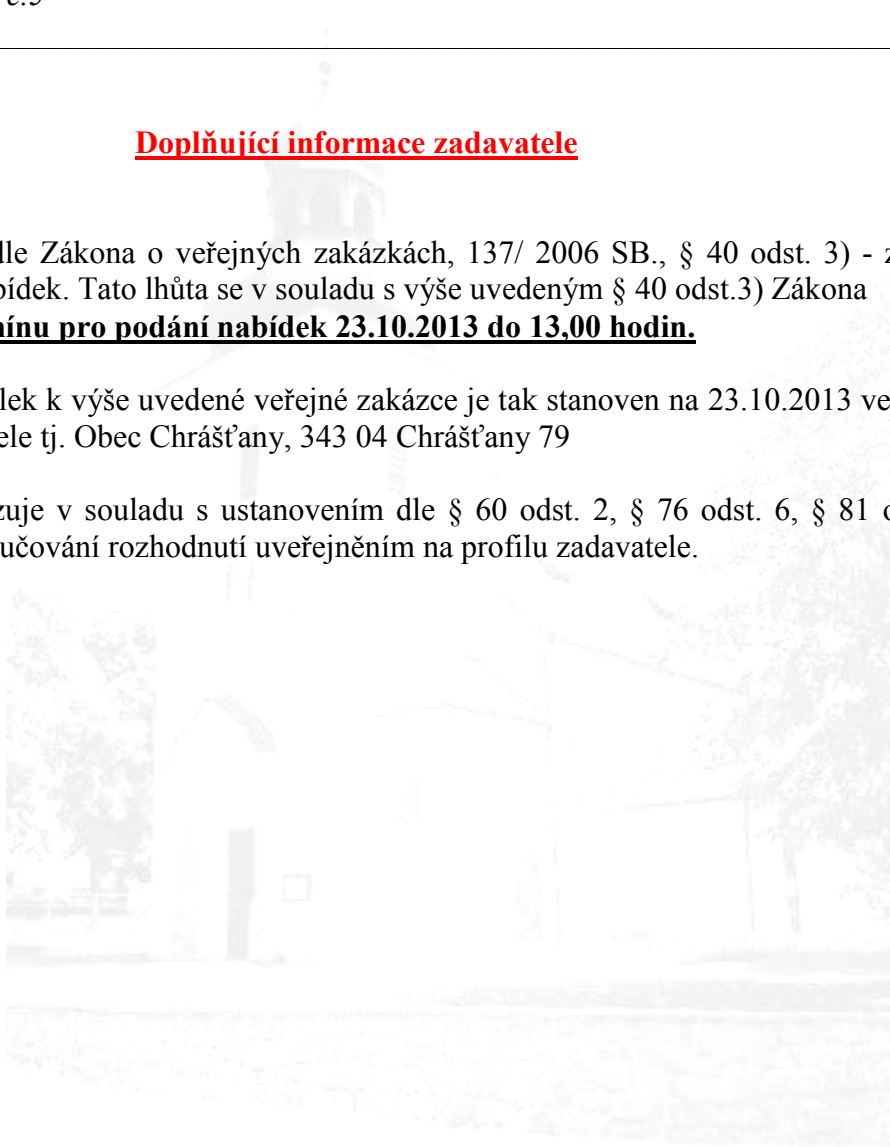 Doplňující informace zadavatele
dle Zákona o veřejných zakázkách, 137/ 2006 SB., § 40 odst. 3) - z
bídek. Tato lhůta se v souladu s výše uvedeným § 40 odst.3) Zákona
mínu pro podání nabídek 23.10.2013 do 13,00 hodin.
lek k výše uvedené veřejné zakázce je tak stanoven na 23.10.2013 ve
ele tj. Obec Chrášťany, 343 04 Chrášťany 79
zuje v souladu s ustanovením dle § 60 odst. 2, § 76 odst. 6, § 81 o
učování rozhodnutí uveřejněním na profilu zadavatele.